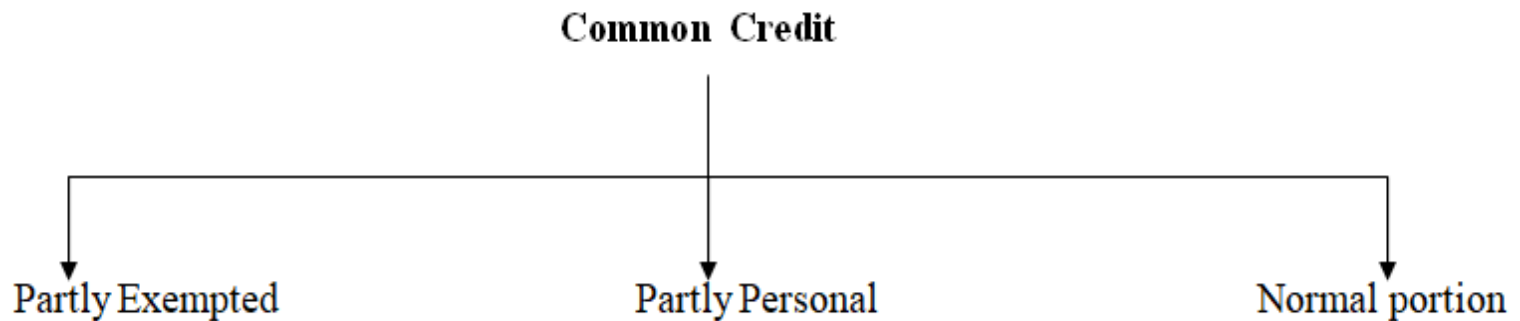 Common Credit
Partly Exempted
Partly Personal
Normal portion